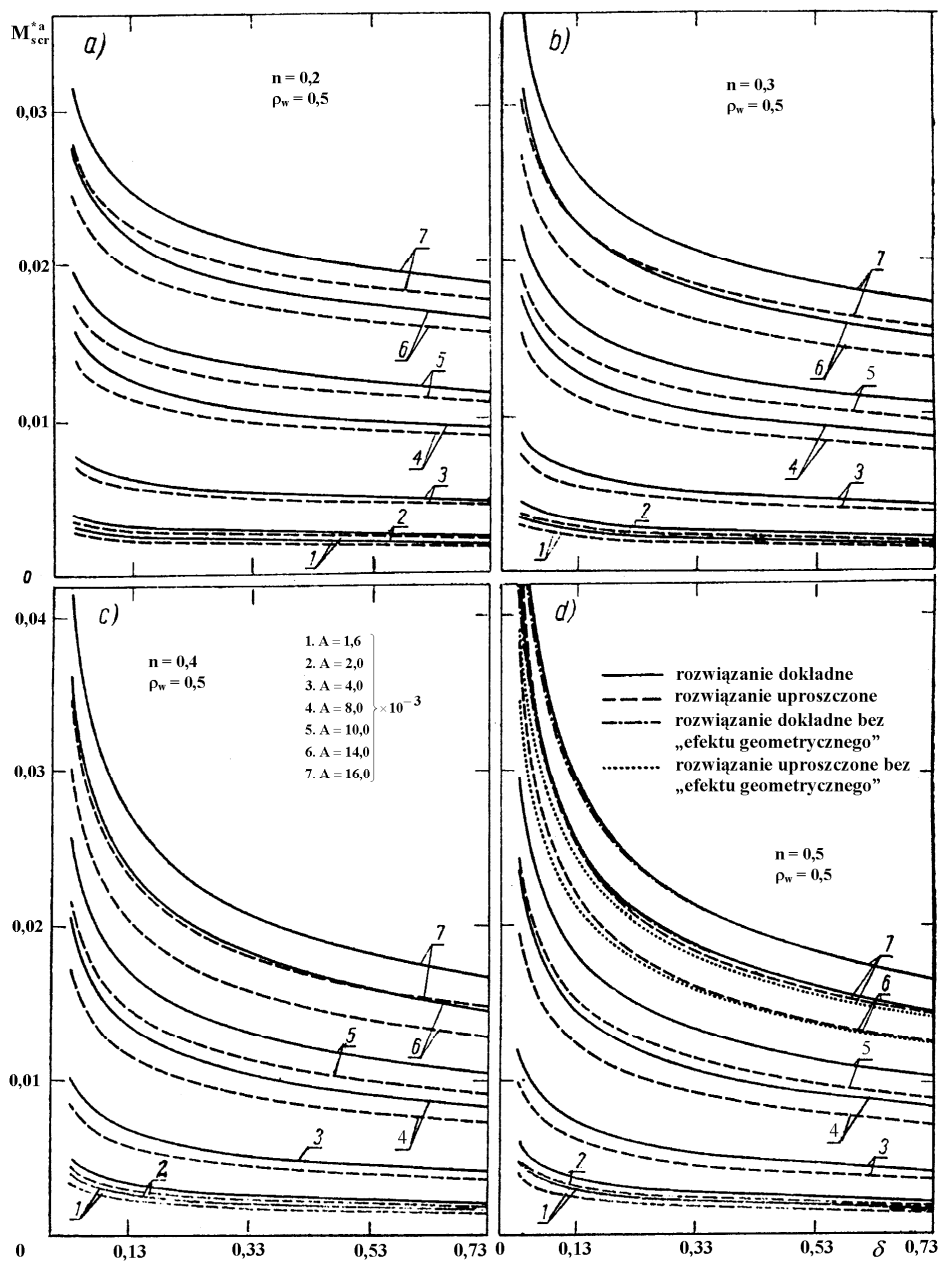 M*a scr
a)
n = 0,2
ρw = 0,5
0,03
0,02
0,01
0
7
6
5
4
3
2
1
b)
n = 0,3
ρw = 0,5
7
6
5
4
3
2
1
c)
n = 0,4
ρw = 0,5
1. A = 1,6
2. A = 2,0
3. A = 4,0
4. A = 8,0
5. A = 10,0
6. A = 14,0
7. A = 16,0
×10⁻³
0,04
0,03
0,02
0,01
0
7
6
5
4
3
2
1
0,13
0,33
0,53
0,73
d)
rozwiązanie dokładne
rozwiązanie uproszczone
rozwiązanie dokładne bez
„efektu geometrycznego”
rozwiązanie uproszczone bez
„efektu geometrycznego”
n = 0,5
ρw = 0,5
7
6
5
4
3
2
1
0
0,13
0,33
0,53
δ
0,73